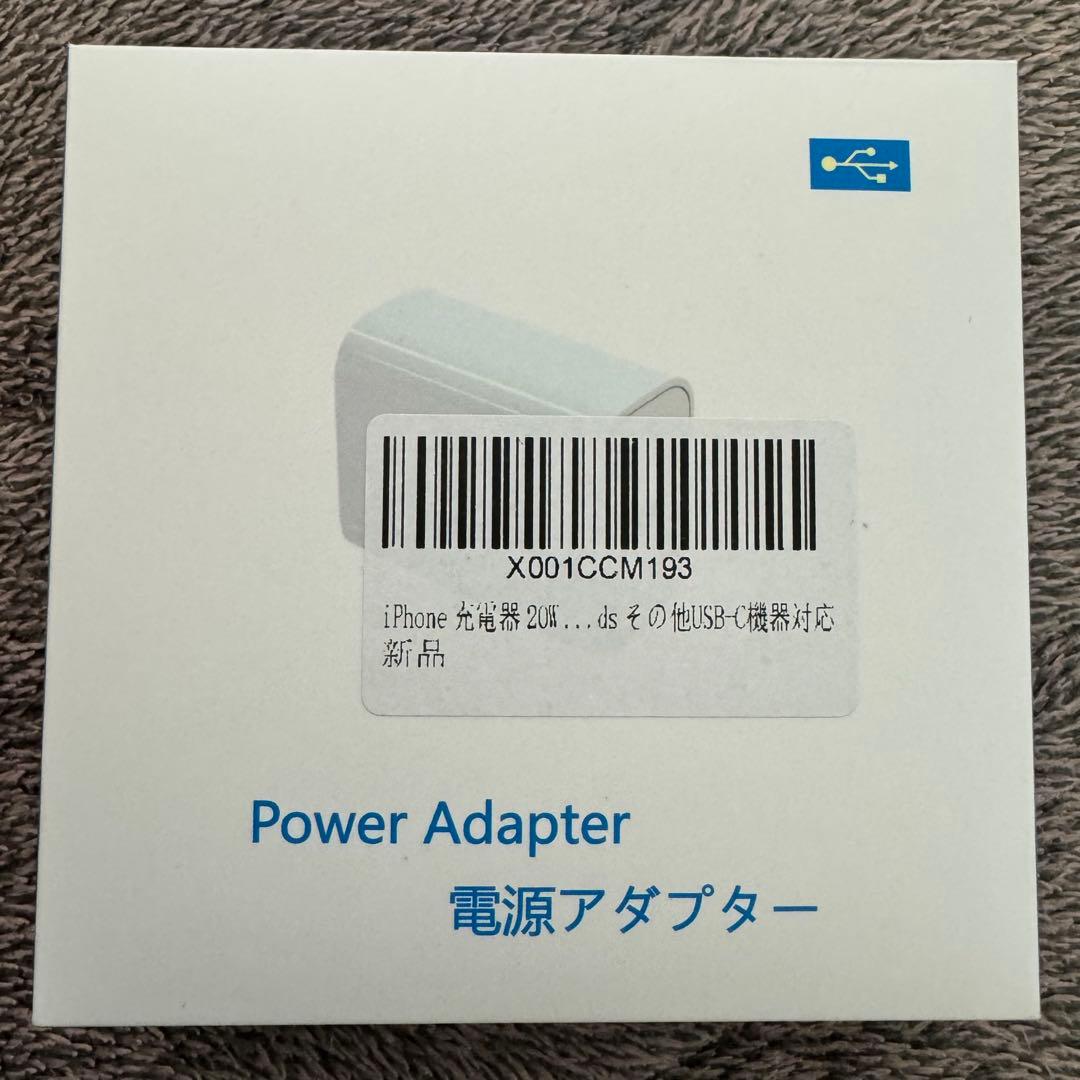 X001CCM193
iPhone 充電器 20W...ds その他USB-C機器対応
新品
Power Adapter
電源アダプター